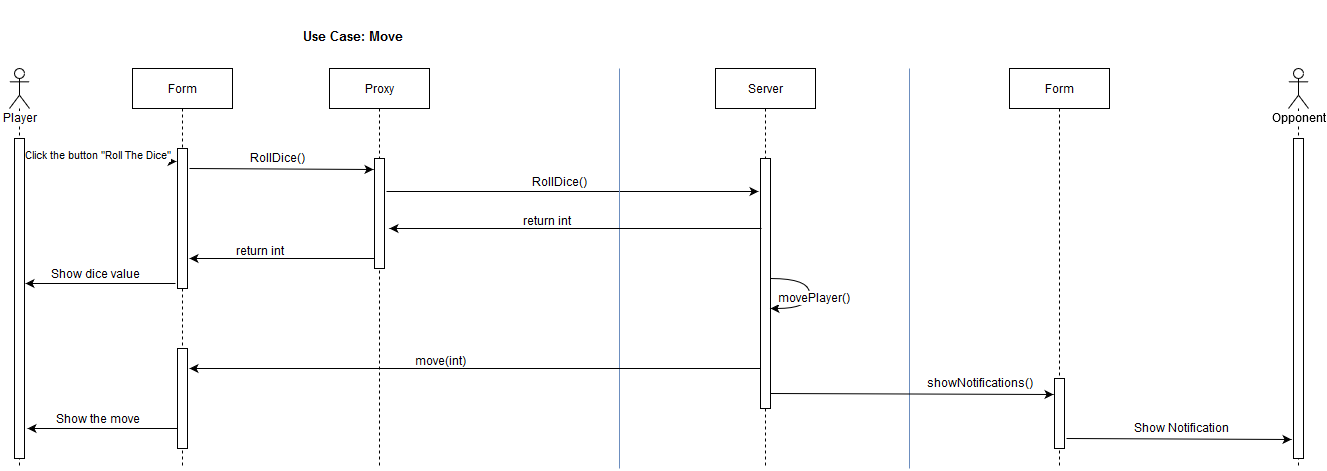 Use Case: Move
Form
Proxy
Server
Form
Player
Opponent
Click the button "Roll The Dice"
RollDice()
RollDice()
return int
return int
Show dice value
movePlayer()
move(int)
showNotifications()
Show the move
Show Notification